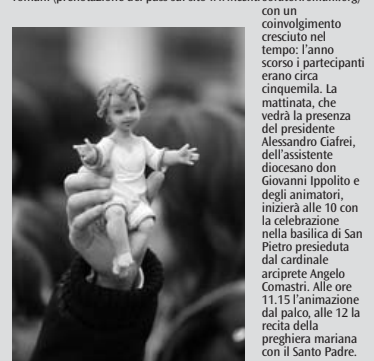 con un
coinvolgimento
cresciuto nel
tempo: l'anno
scorso i partecipanti
erano circa
cinquemila. La
mattinata, che
vedrà la presenza
del presidente
Alessandro Ciafrei,
dell'assistente
diocesano don
Giovanni Ippolito e
degli animatori,
inizierà alle 10 con
la celebrazione
nella basilica di San
Pietro presieduta
dal cardinale
arciprete Angelo
Comastri. Alle ore
11.15 l'animazione
dal palco, alle 12 la
recita della
preghiera mariana
con il Santo Padre.